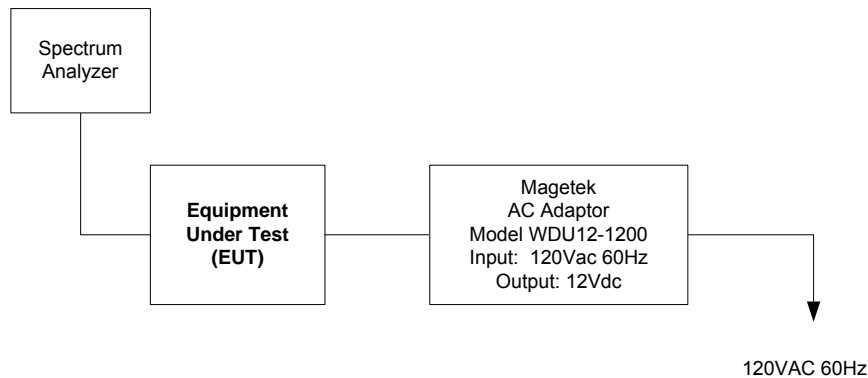 Spectrum
Analyzer
Equipment
Under Test
(EUT)
Magetek
AC Adaptor
Model WDU12-1200
Input: 120Vac 60Hz
Output: 12Vdc
120VAC 60Hz